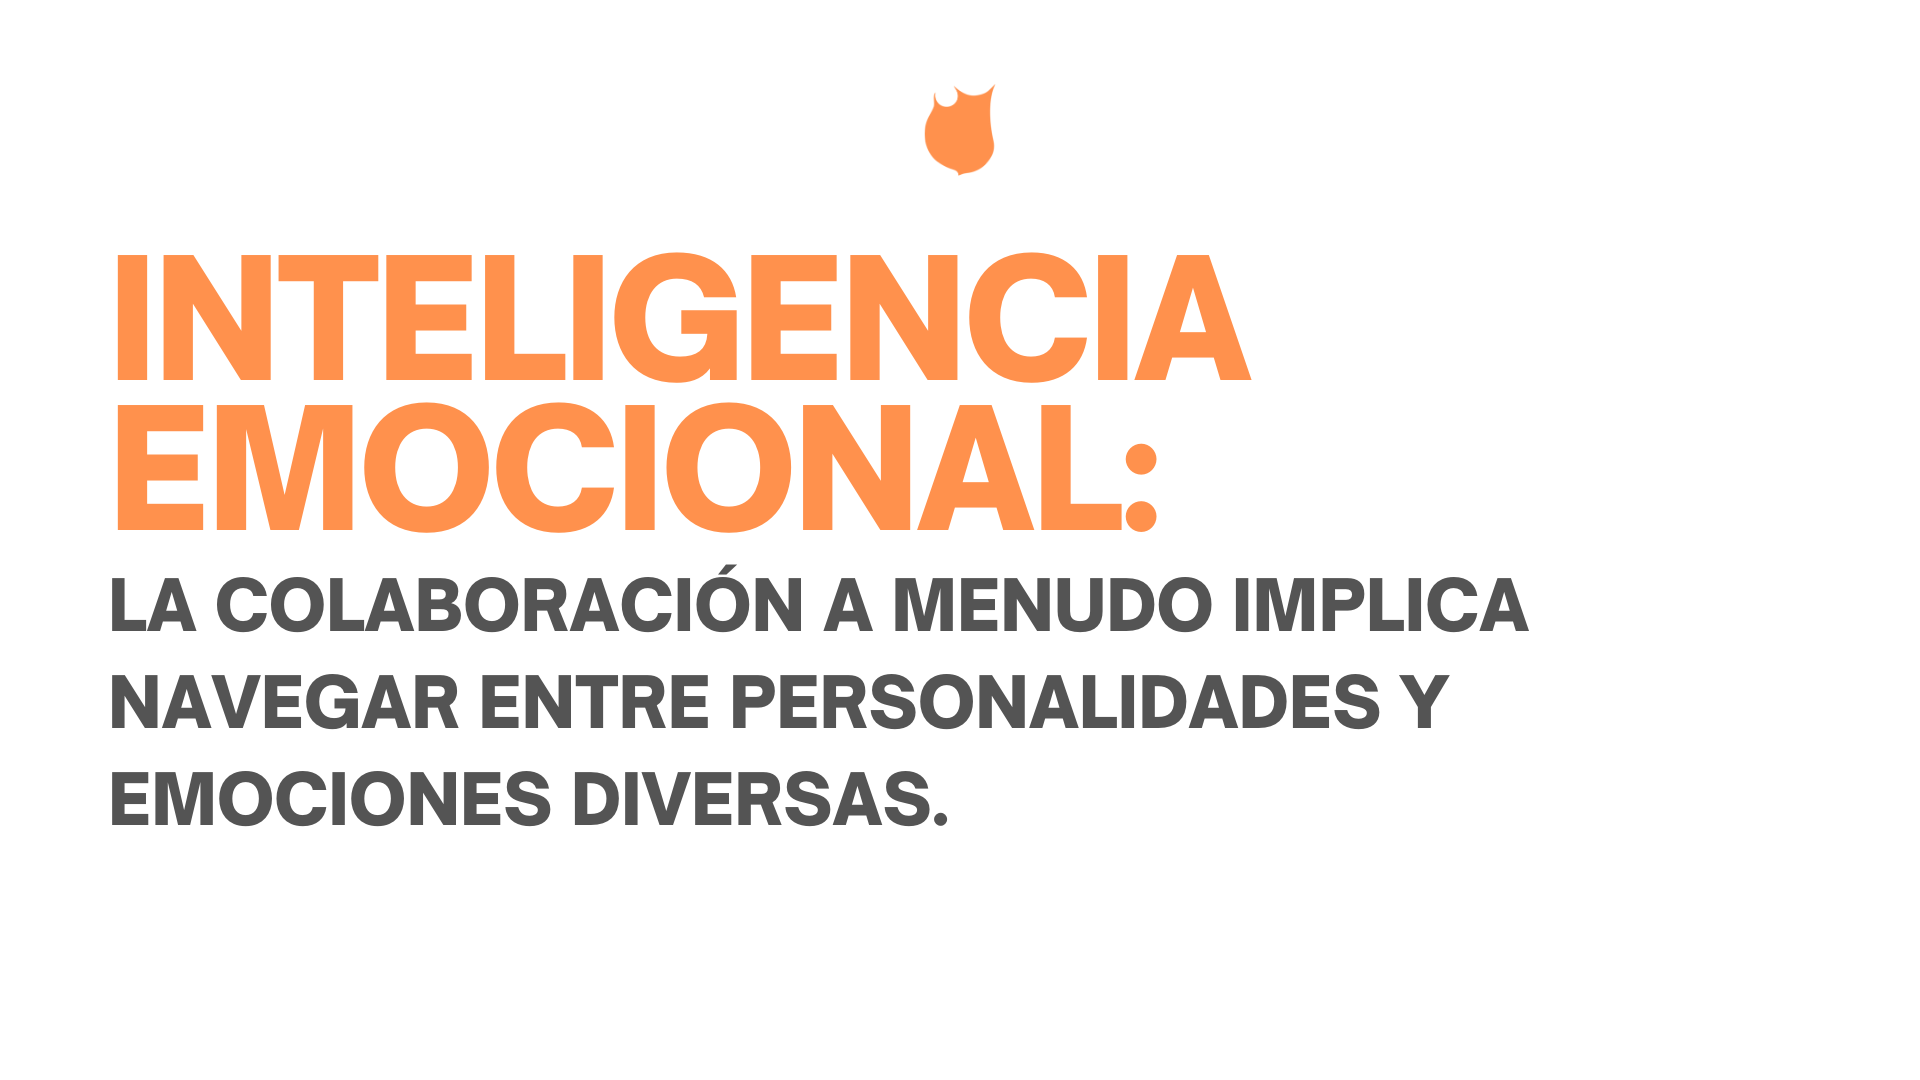 INTELIGENCIA
EMOCIONAL:
LA COLABORACIÓN A MENUDO IMPLICA
NAVEGAR ENTRE PERSONALIDADES Y
EMOCIONES DIVERSAS.